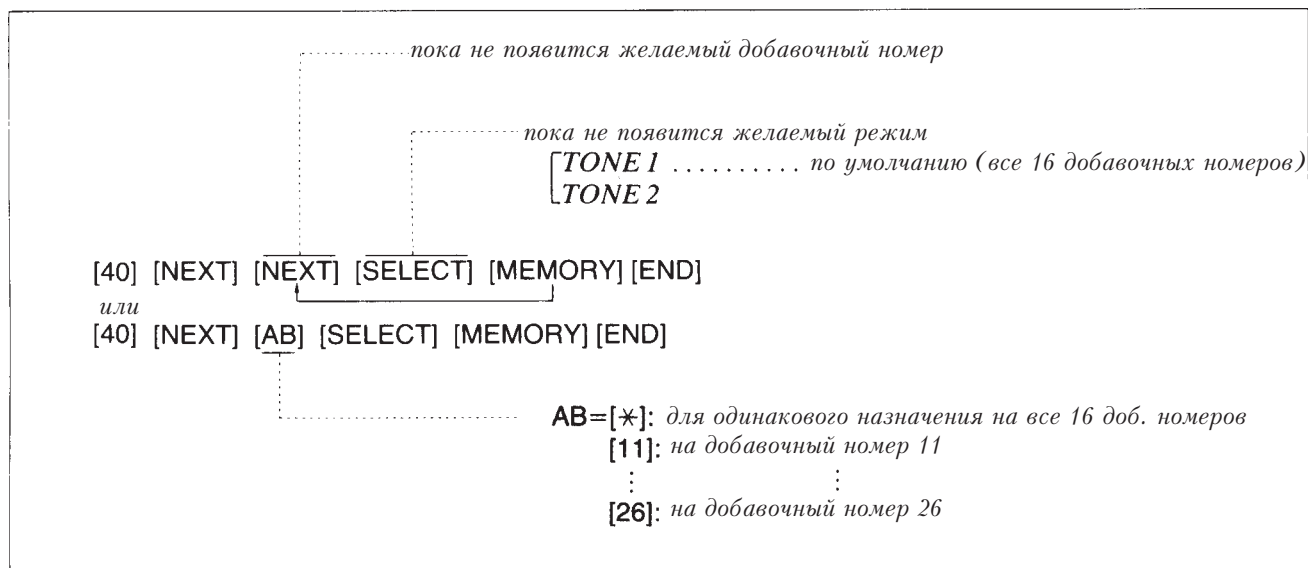 пока не появится желаемый добавочный номер
пока не появится желаемый режим
TONE 1 .......... по умолчанию (все 16 добавочных номеров)
TONE 2
[40] [NEXT] [NEXT] [SELECT] [MEMORY] [END]
или
[40] [NEXT] [AB] [SELECT] [MEMORY] [END]
AB=[✳]: для одинакового назначения на все 16 доб. номеров
[11]: на добавочный номер 11
⋮ ⋮
[26]: на добавочный номер 26